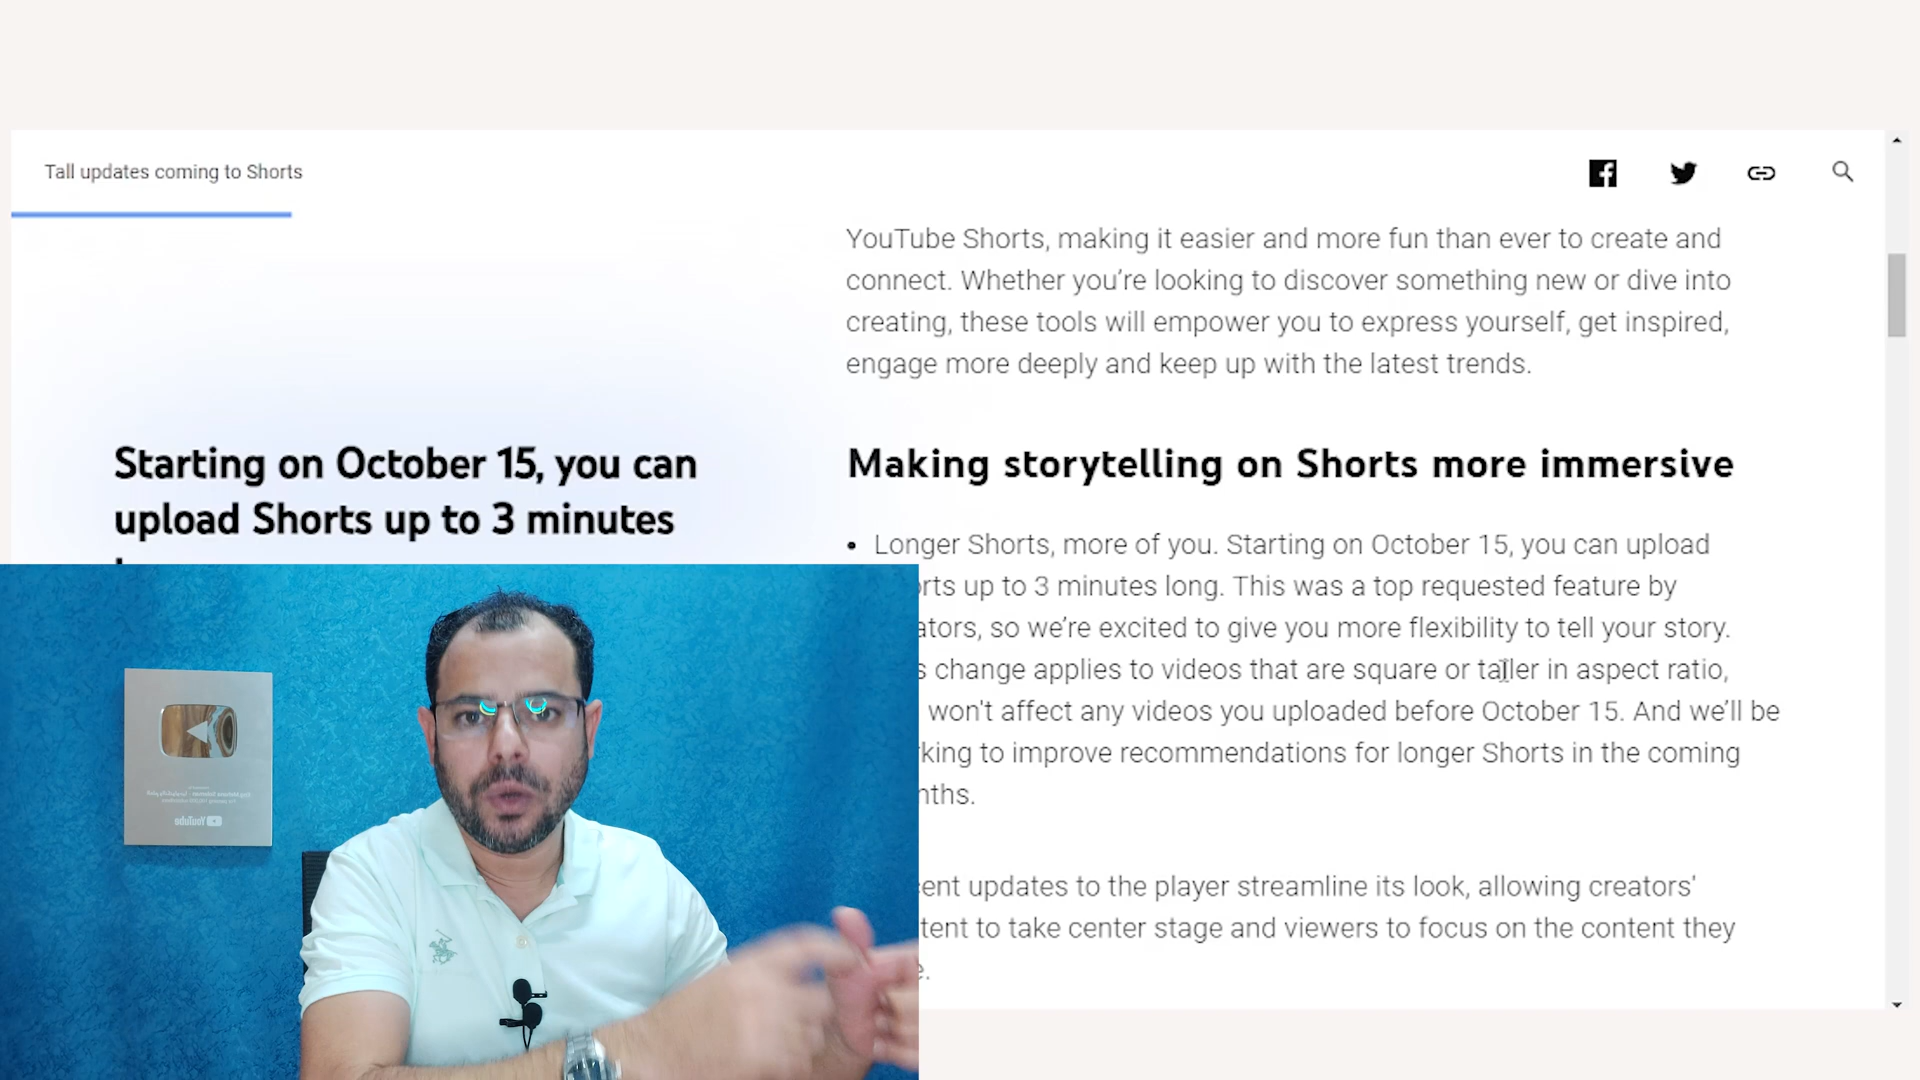 Tall updates coming to Shorts
YouTube Shorts, making it easier and more fun than ever to create and
connect. Whether you’re looking to discover something new or dive into
creating, these tools will empower you to express yourself, get inspired,
engage more deeply and keep up with the latest trends.
Starting on October 15, you can
upload Shorts up to 3 minutes
Making storytelling on Shorts more immersive
• Longer Shorts, more of you. Starting on October 15, you can upload
up to 3 minutes long. This was a top requested feature by
so we’re excited to give you more flexibility to tell your story.
change applies to videos that are square or taller in aspect ratio,
won't affect any videos you uploaded before October 15. And we’ll be
to improve recommendations for longer Shorts in the coming
updates to the player streamline its look, allowing creators'
to take center stage and viewers to focus on the content they
YouTube